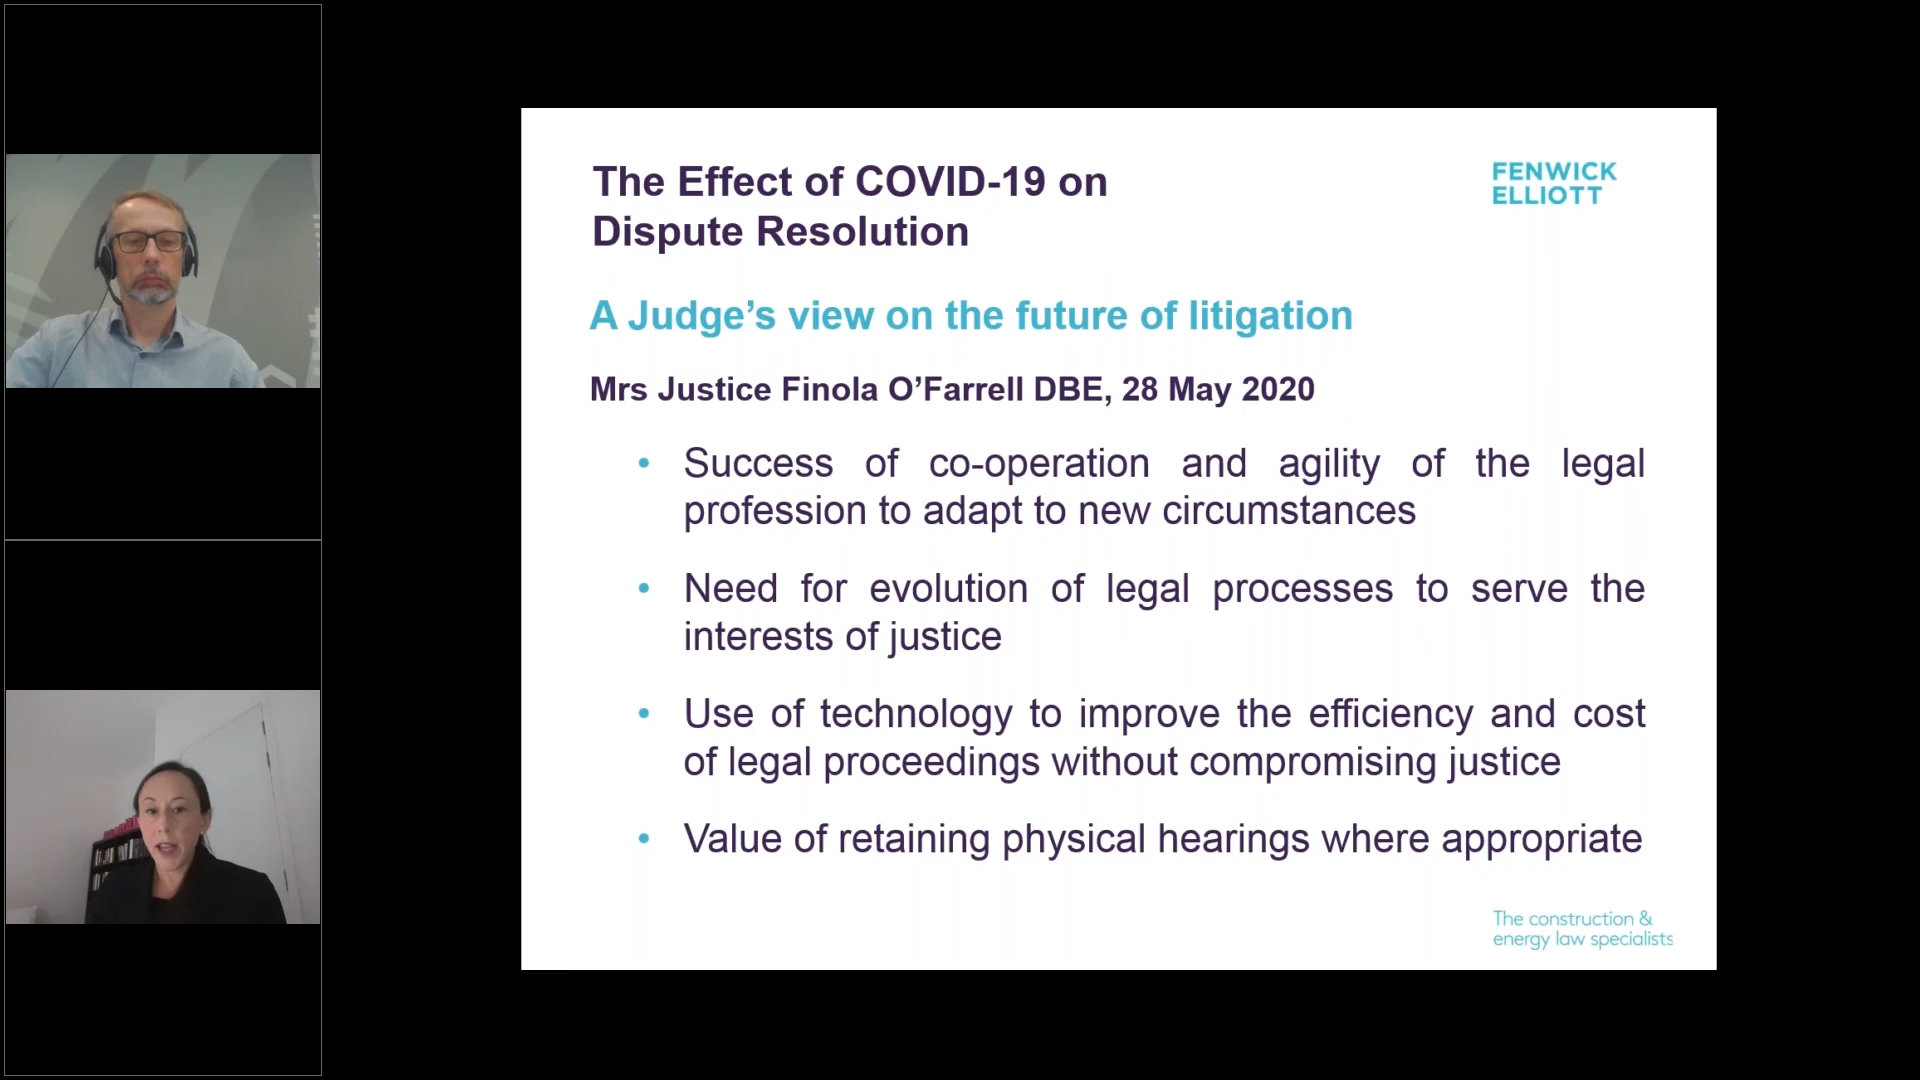 The Effect of COVID-19 on
Dispute Resolution
FENWICK
ELLIOTT
A Judge’s view on the future of litigation
Mrs Justice Finola O’Farrell DBE, 28 May 2020
• Success of co-operation and agility of the legal
profession to adapt to new circumstances
• Need for evolution of legal processes to serve the
interests of justice
• Use of technology to improve the efficiency and cost
of legal proceedings without compromising justice
• Value of retaining physical hearings where appropriate
The construction &
energy law specialists